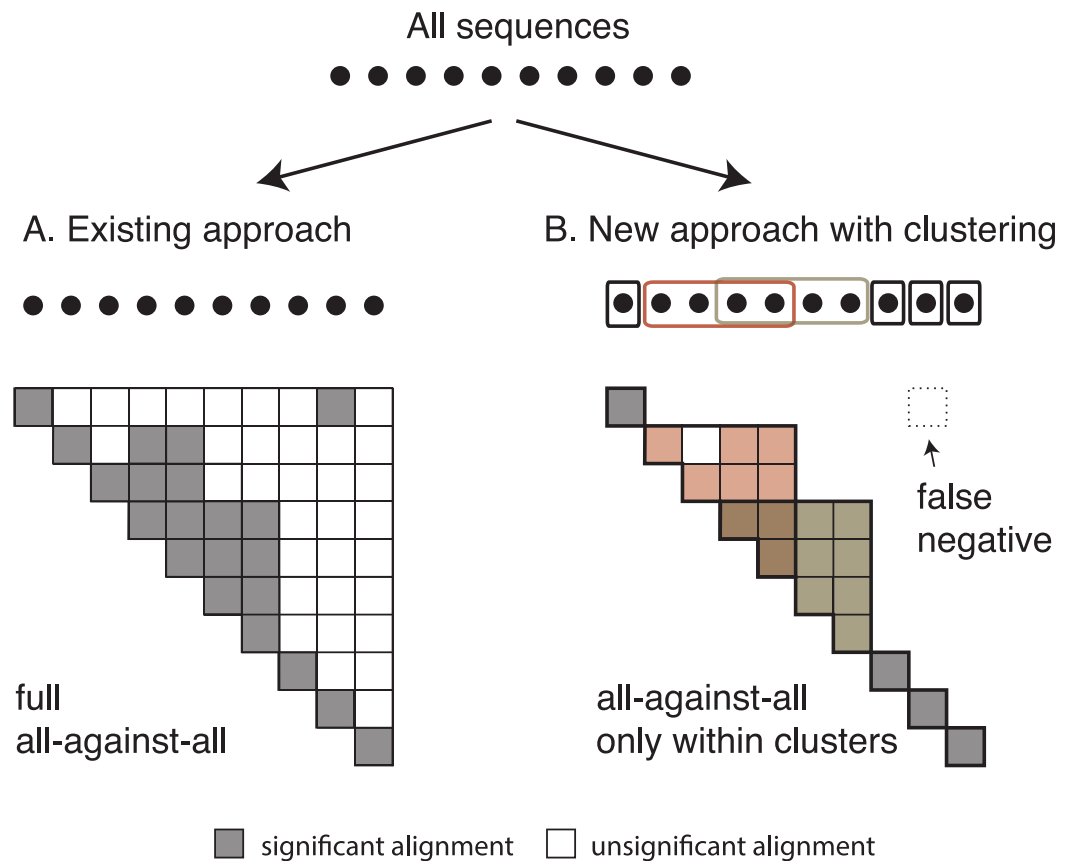 All sequences
A. Existing approach
B. New approach with clustering
false
negative
full
all-against-all
all-against-all
only within clusters
significant alignment
unsignificant alignment